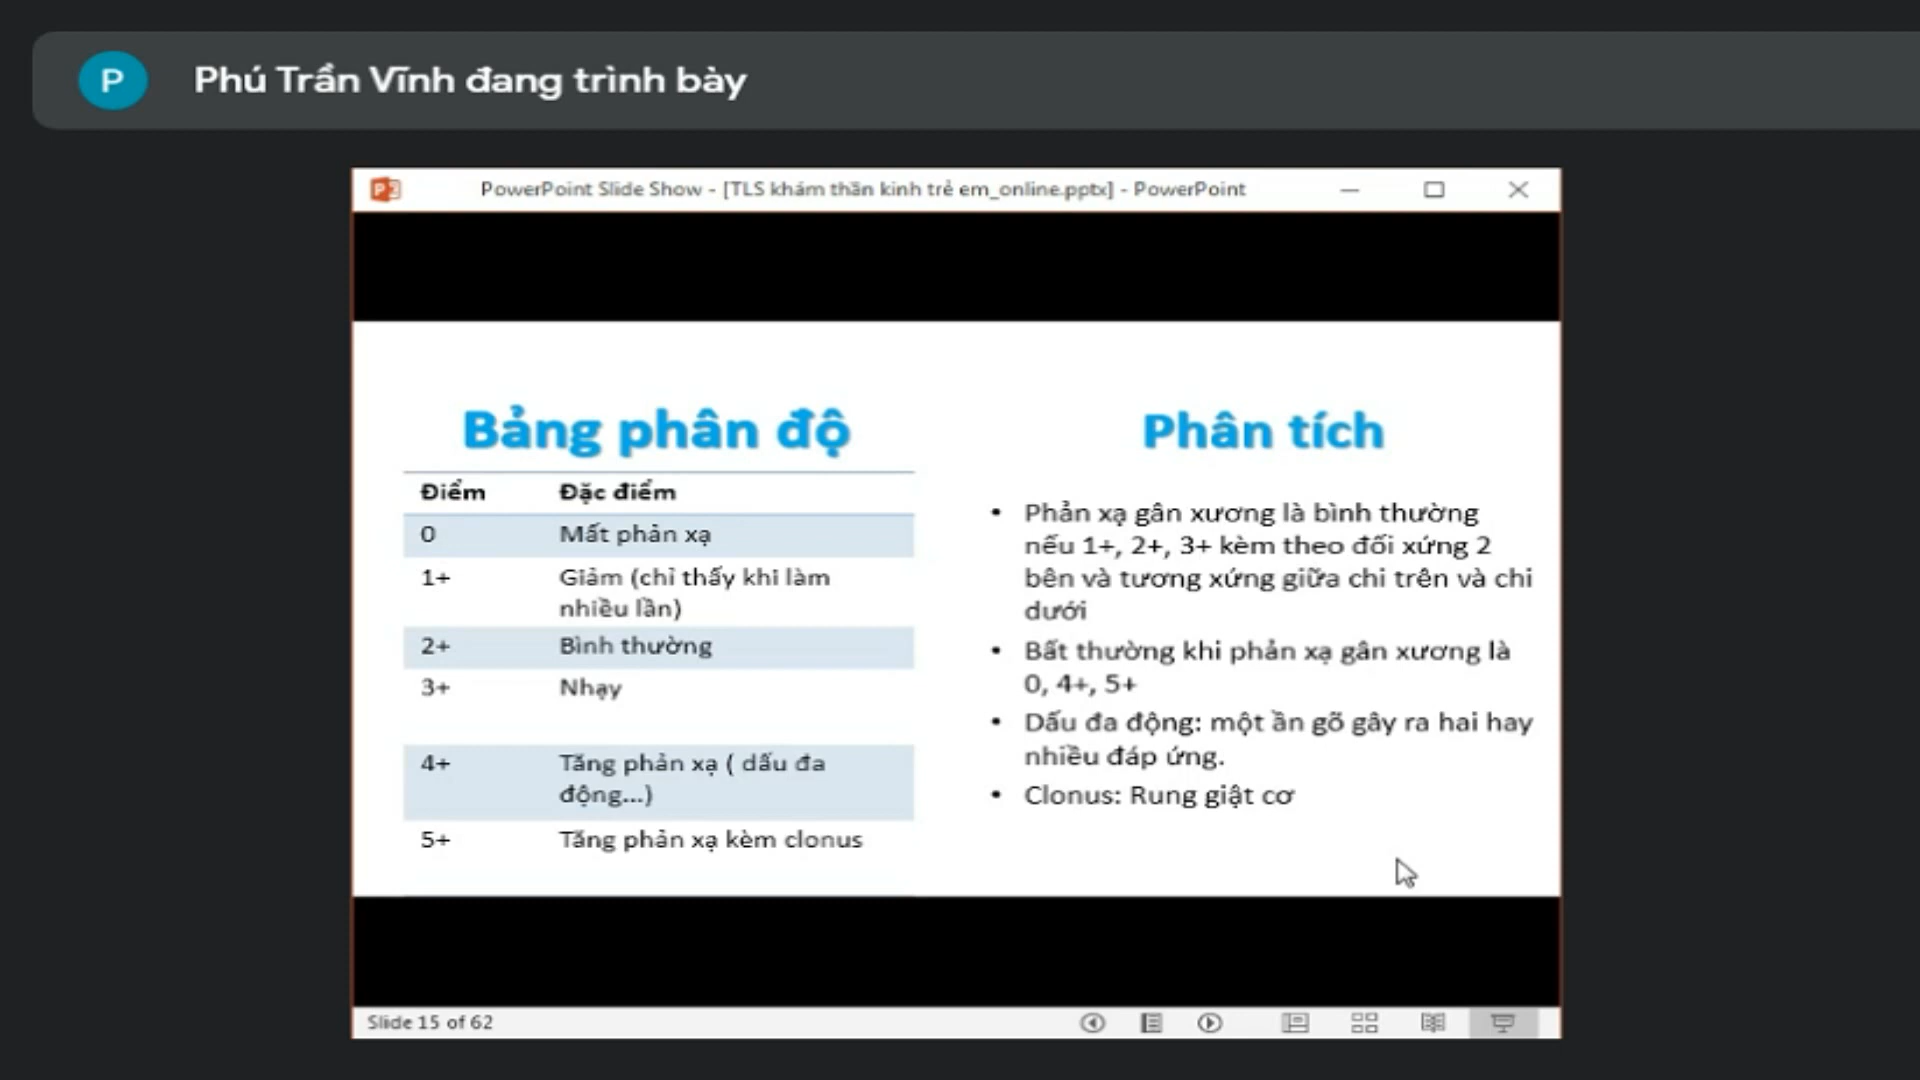 P Phú Trần Vĩnh đang trình bày
PowerPoint Slide Show - [TLS khám thần kinh trẻ em_online.pptx] - PowerPoint
Bảng phân độ
Điểm Đặc điểm
0 Mất phản xạ
1+ Giảm (chỉ thấy khi làm
nhiều lần)
2+ Bình thường
3+ Nhạy
4+ Tăng phản xạ ( dấu đa
động...)
5+ Tăng phản xạ kèm clonus
Phân tích
• Phản xạ gân xương là bình thường
nếu 1+, 2+, 3+ kèm theo đối xứng 2
bên và tương xứng giữa chi trên và chi
dưới
• Bất thường khi phản xạ gân xương là
0, 4+, 5+
• Dấu đa động: một ần gõ gây ra hai hay
nhiều đáp ứng.
• Clonus: Rung giật cơ
Slide 15 of 62